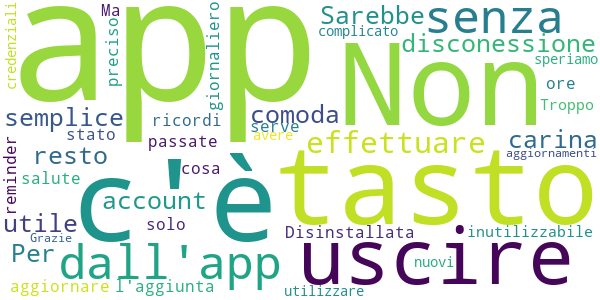 credenziali
app
Ma
preciso
giornaliero
Sarebbe
complicato
senza
disconessione
speriamo
Non
ore
Troppo
semplice
stato
ricordi
comoda
serve
avere
effettuare
carina
aggiornamenti
reminder
resto
passate
cosa
salute
c'è
account
tasto
utile
Grazie
solo
Disinstallata
inutilizzabile
Per
dall'app
uscire
nuovi
aggiornare
l'aggiunta
utilizzare